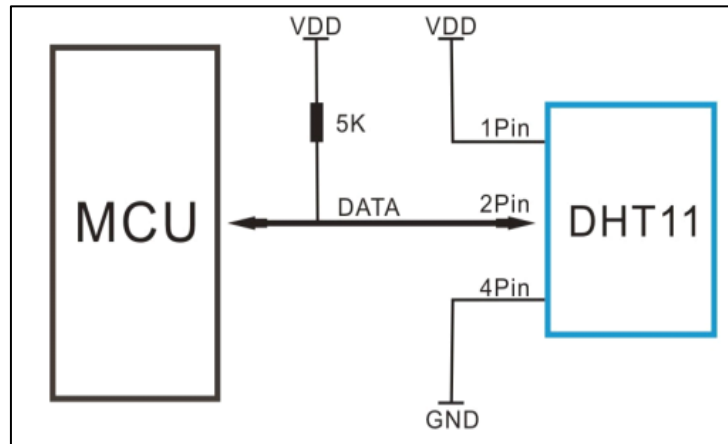 VDD VDD
5K
1Pin
MCU
DATA
2Pin
DHT11
4Pin
GND